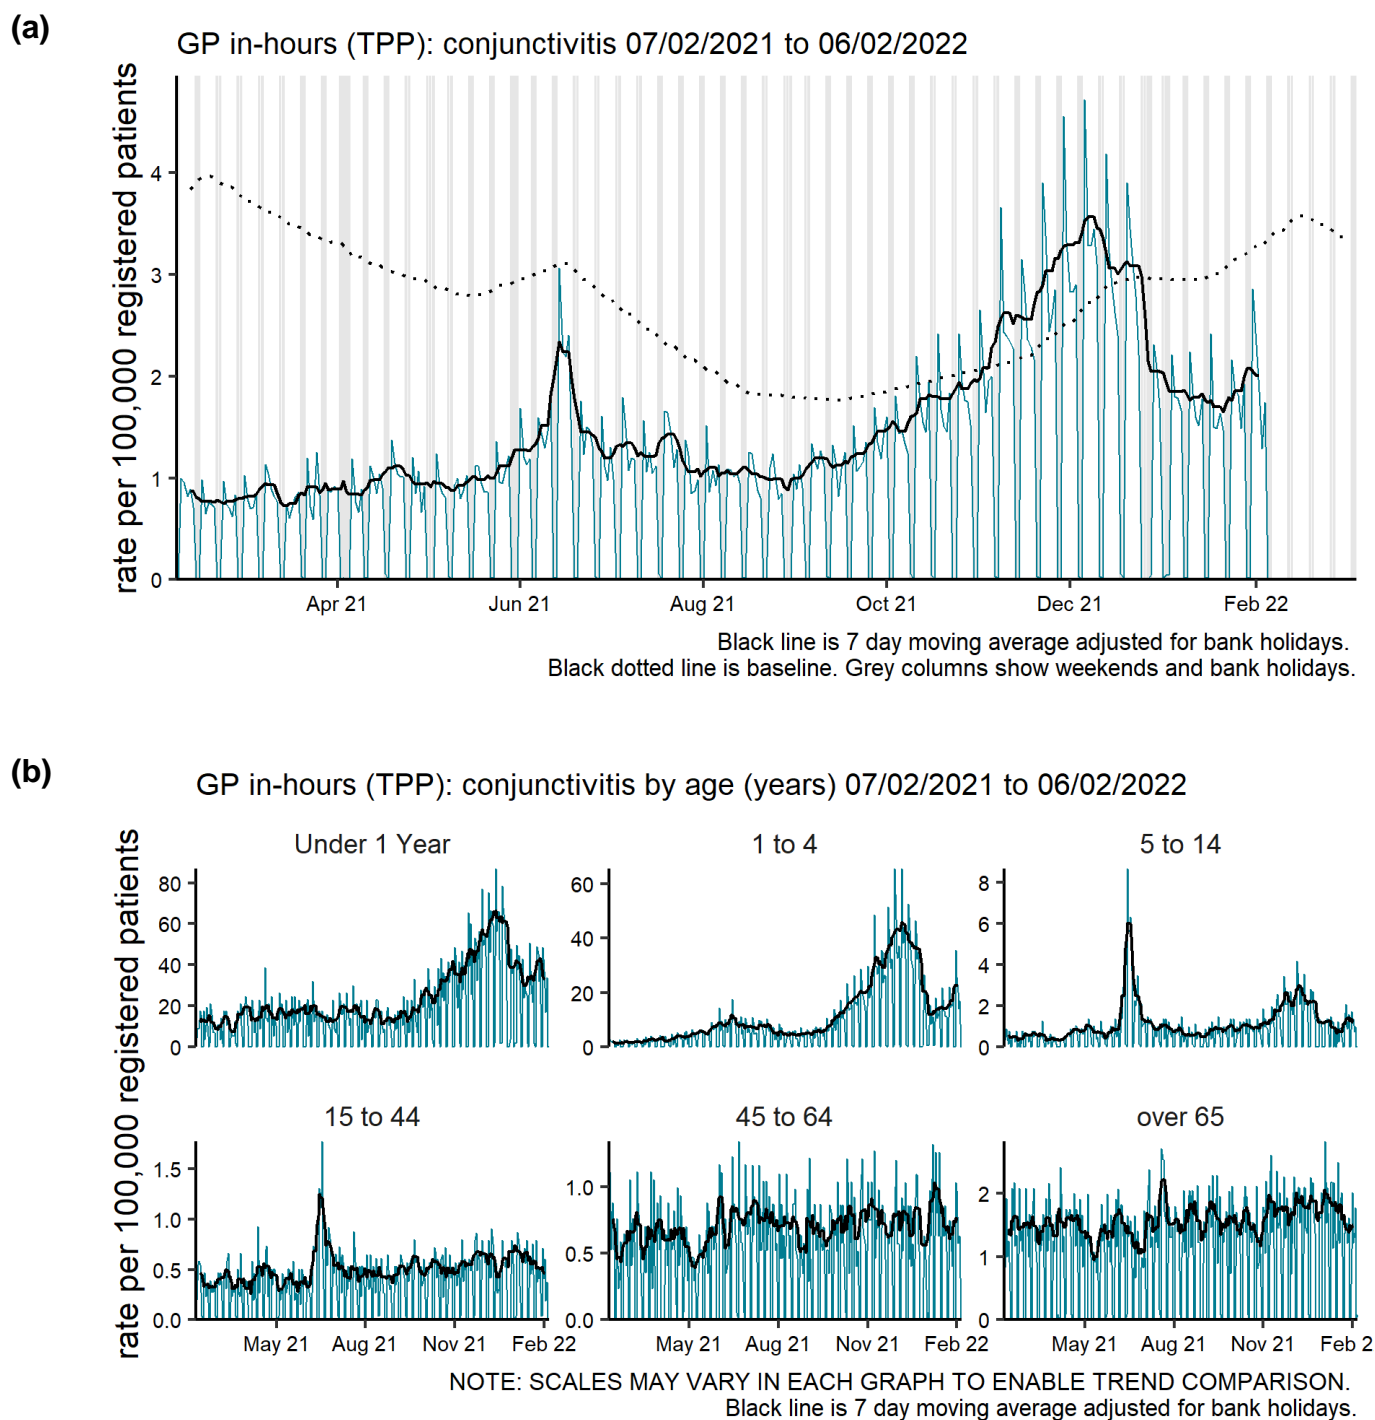 (a)
GP in-hours (TPP): conjunctivitis 07/02/2021 to 06/02/2022
rate per 100,000 registered patients
4
3
2
1
0
Apr 21 Jun 21 Aug 21 Oct 21 Dec 21 Feb 22
Black line is 7 day moving average adjusted for bank holidays.
Black dotted line is baseline. Grey columns show weekends and bank holidays.
(b)
GP in-hours (TPP): conjunctivitis by age (years) 07/02/2021 to 06/02/2022
rate per 100,000 registered patients
Under 1 Year
80
60
40
20
0
1 to 4
60
40
20
0
5 to 14
8
6
4
2
0
15 to 44
1.5
1.0
0.5
0.0
May 21 Aug 21 Nov 21 Feb 22
45 to 64
1.0
0.5
0.0
May 21 Aug 21 Nov 21 Feb 22
over 65
2
1
0
May 21 Aug 21 Nov 21 Feb 2
NOTE: SCALES MAY VARY IN EACH GRAPH TO ENABLE TREND COMPARISON.
Black line is 7 day moving average adjusted for bank holidays.